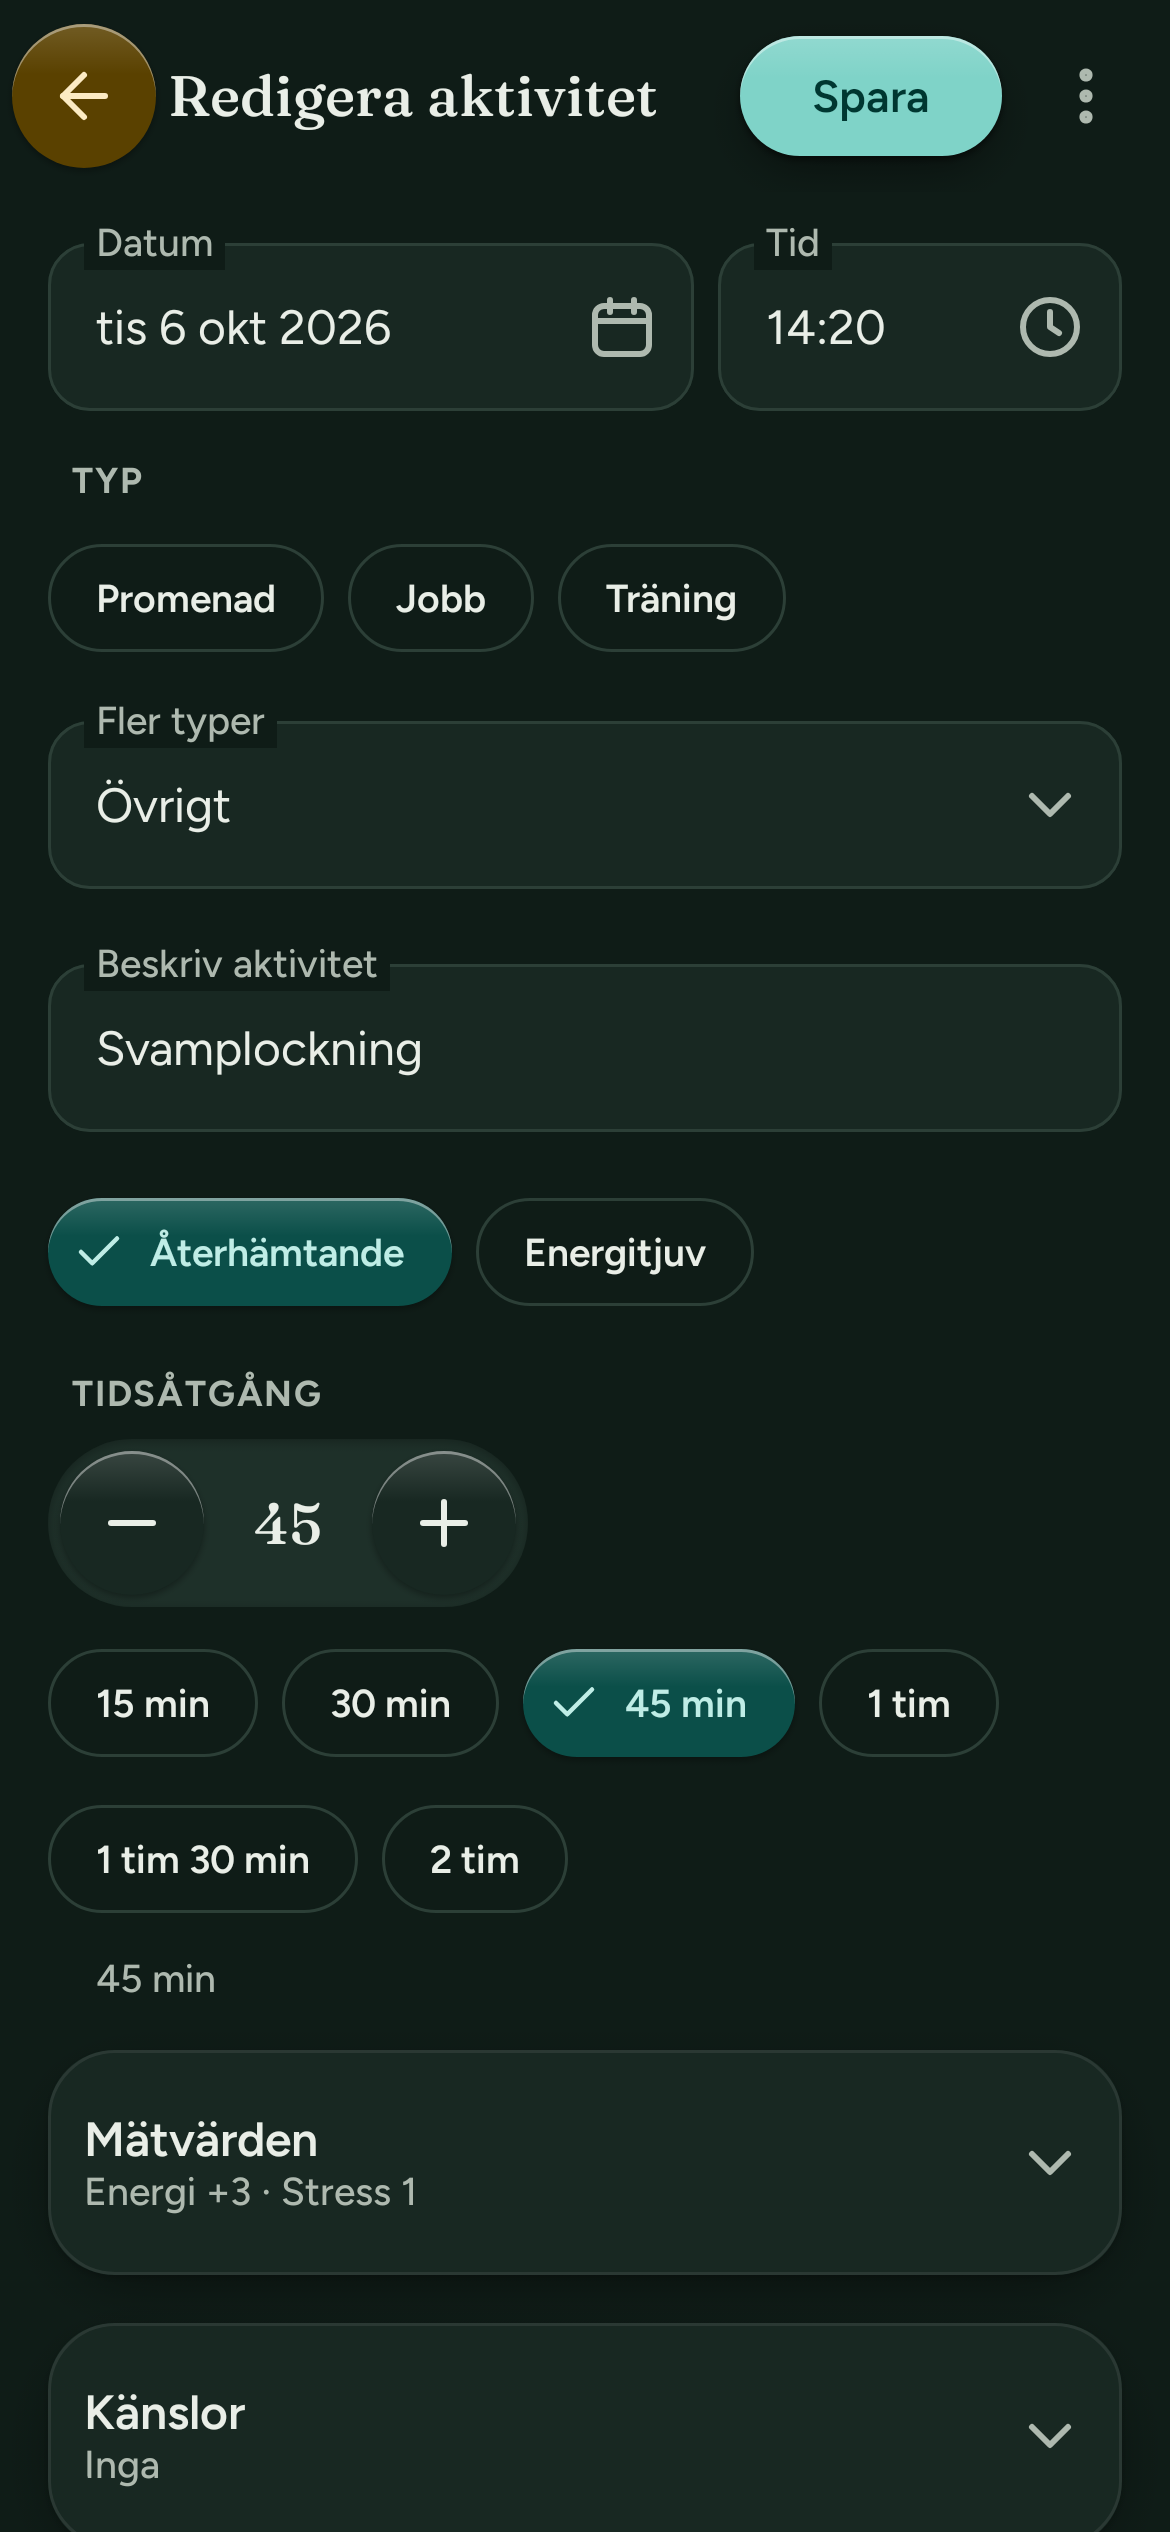 Redigera aktivitet
Spara
Datum
Tid
tis 6 okt 2026
14:20
TYP
Promenad
Jobb
Träning
Fler typer
Övrigt
Beskriv aktivitet
Svamplockning
Återhämtande
Energitjuv
TIDSÅTGÅNG
45
15 min
30 min
45 min
1 tim
1 tim 30 min
2 tim
45 min
Mätvärden
Energi +3 · Stress 1
Känslor
Inga